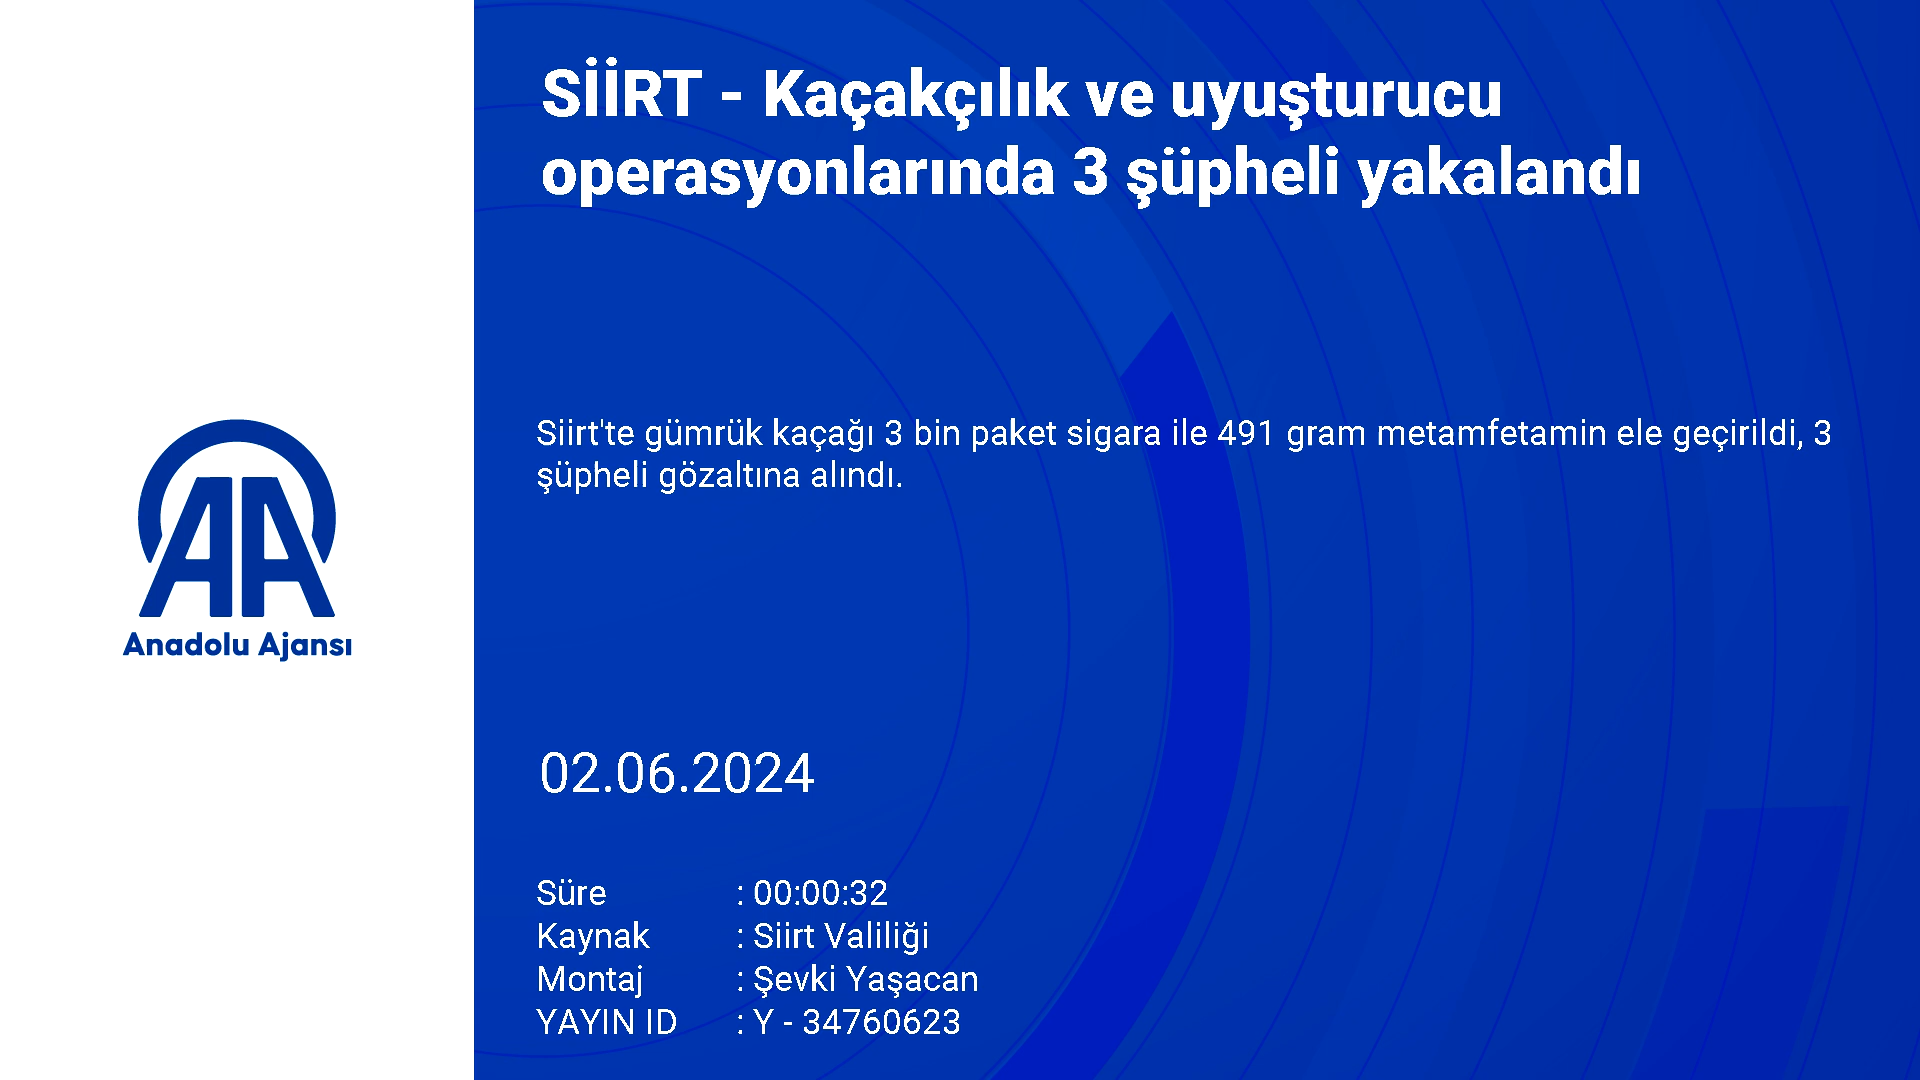 SİİRT - Kaçakçılık ve uyuşturucu
operasyonlarında 3 şüpheli yakalandı
Siirt'te gümrük kaçağı 3 bin paket sigara ile 491 gram metamfetamin ele geçirildi, 3
şüpheli gözaltına alındı.
AA
Anadolu Ajansı
02.06.2024
Süre : 00:00:32
Kaynak : Siirt Valiliği
Montaj : Şevki Yaşacan
YAYIN ID : Y - 34760623